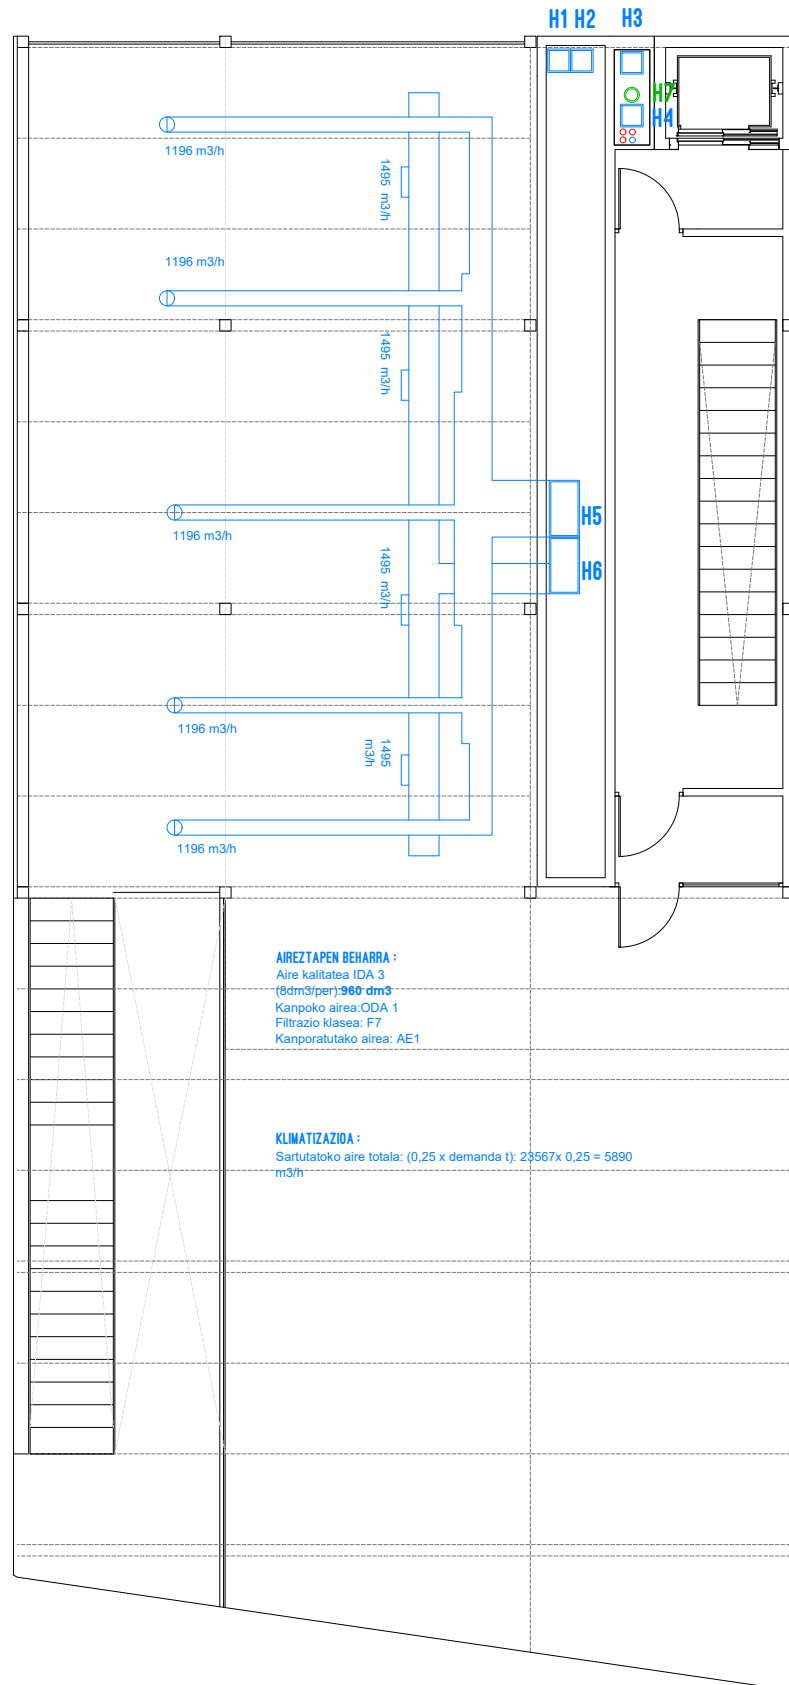 H1 H2 H3
H7
H4
1196 m3/h
1495 m3/h
1196 m3/h
1495 m3/h
H5
1196 m3/h
H6
1495 m3/h
1196 m3/h
1495
m3/h
1196 m3/h
AIREZTAPEN BEHARRA :
Aire kalitatea IDA 3
(8dm3/per):960 dm3
Kanpoko airea:ODA 1
Filtrazio klasea: F7
Kanporatutako airea: AE1
KLIMATIZAZIOA :
Sartutatoko aire totala: (0,25 x demanda t): 23567x 0,25 = 5890
m3/h